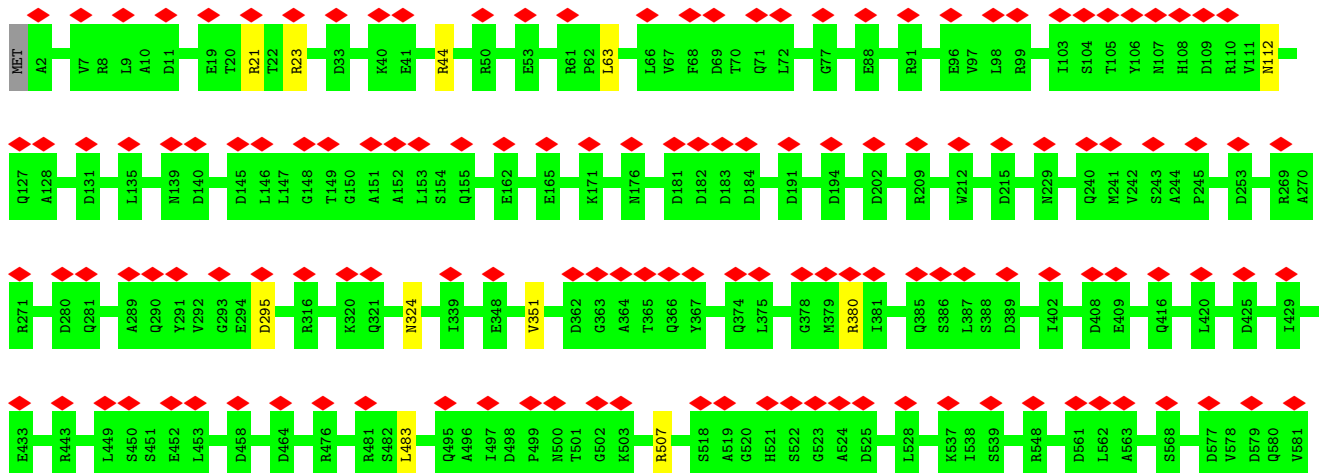 MET A2 V7 R8 L9 A10 D11 E19 T20 R21 T22 R23 D33 K40 E41 R44 R50 E53 R61 P62 L63 L66 V67 F68 D69 T70 Q71 L72 G77 E88 R91 E96 V97 L98 R99 I103 S104 T105 Y106 N107 H108 D109 R110 V111 N112
Q127 A128 D131 L135 N139 D140 D145 L146 L147 G148 T149 G150 A151 A152 L153 S154 Q155 E162 E165 K171 N176 D181 D182 D183 D184 D191 D194 D202 R209 W212 D215 N229 Q240 M241 V242 S243 A244 P245 D253 R269 A270
R271 D280 Q281 A289 Q290 Y291 V292 G293 E294 D295 R316 K320 Q321 N324 I339 E348 V351 D362 G363 A364 T365 Q366 Y367 Q374 L375 G378 M379 R380 I381 Q385 S386 L387 S388 D389 I402 D408 E409 Q416 L420 D425 I429
E433 R443 L449 S450 S451 E452 L453 D458 D464 R476 R481 S482 L483 Q495 A496 I497 D498 P499 N500 T501 G502 K503 R507 S518 A519 G520 H521 S522 G523 A524 D525 L528 K537 I538 S539 R548 D561 L562 A563 S568 D577 V578 D579 Q580 V581